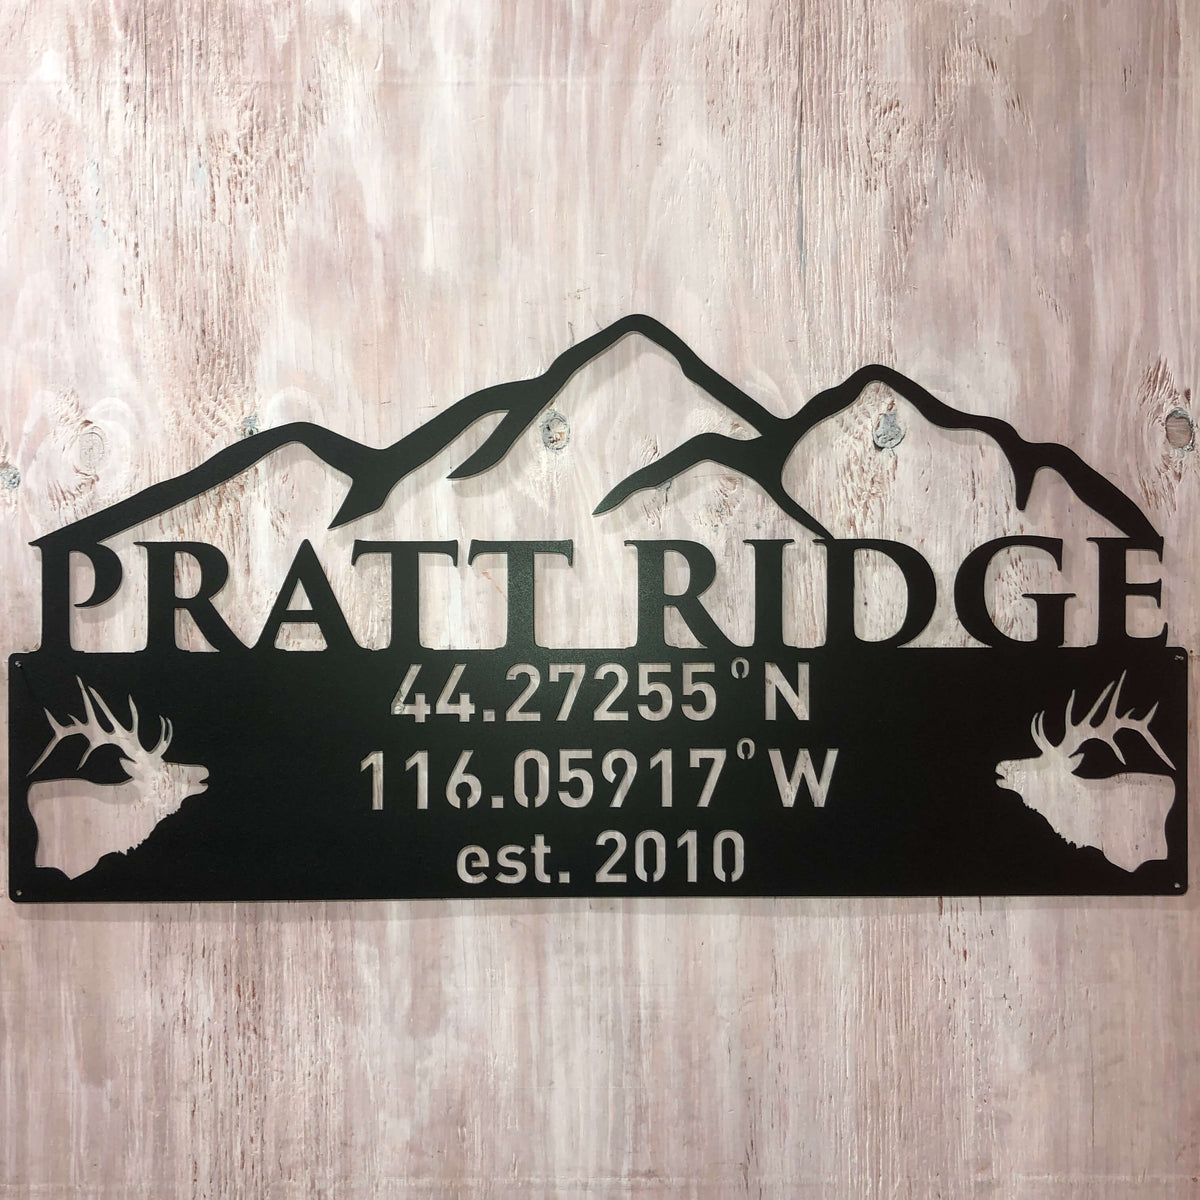 PRATT RIDGE
44.27255°N
116.05917°W
est. 2010